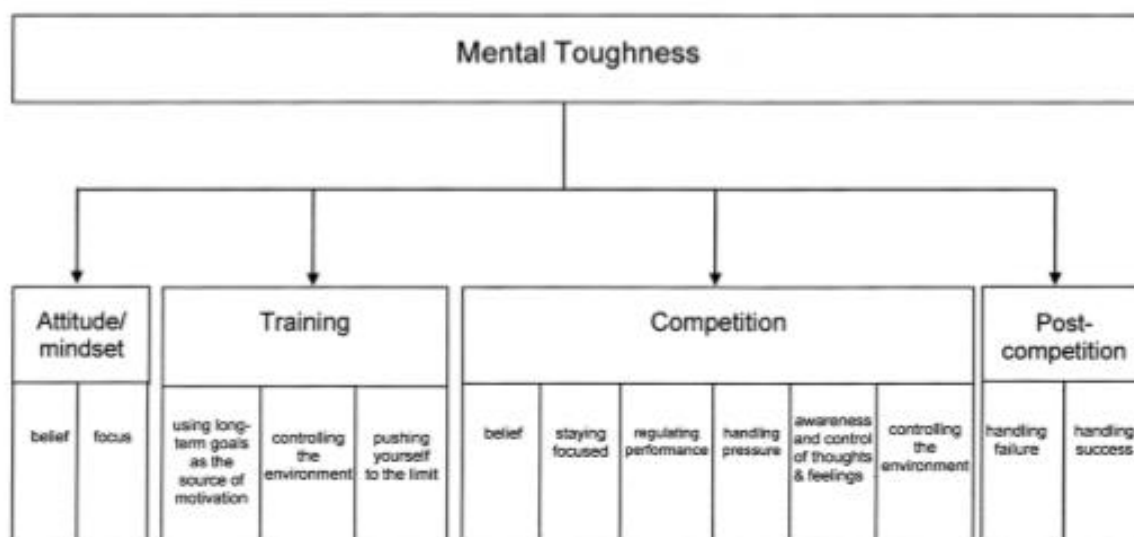 Mental Toughness
Attitude/
mindset
Training
Competition
Post-
competition
belief
focus
using long-
term goals
as the
source of
motivation
controlling
the
environment
pushing
yourself
to the limit
belief
staying
focused
regulating
performance
handling
pressure
awareness
and control
of thoughts
& feelings
controlling
the
environment
handling
failure
handling
success